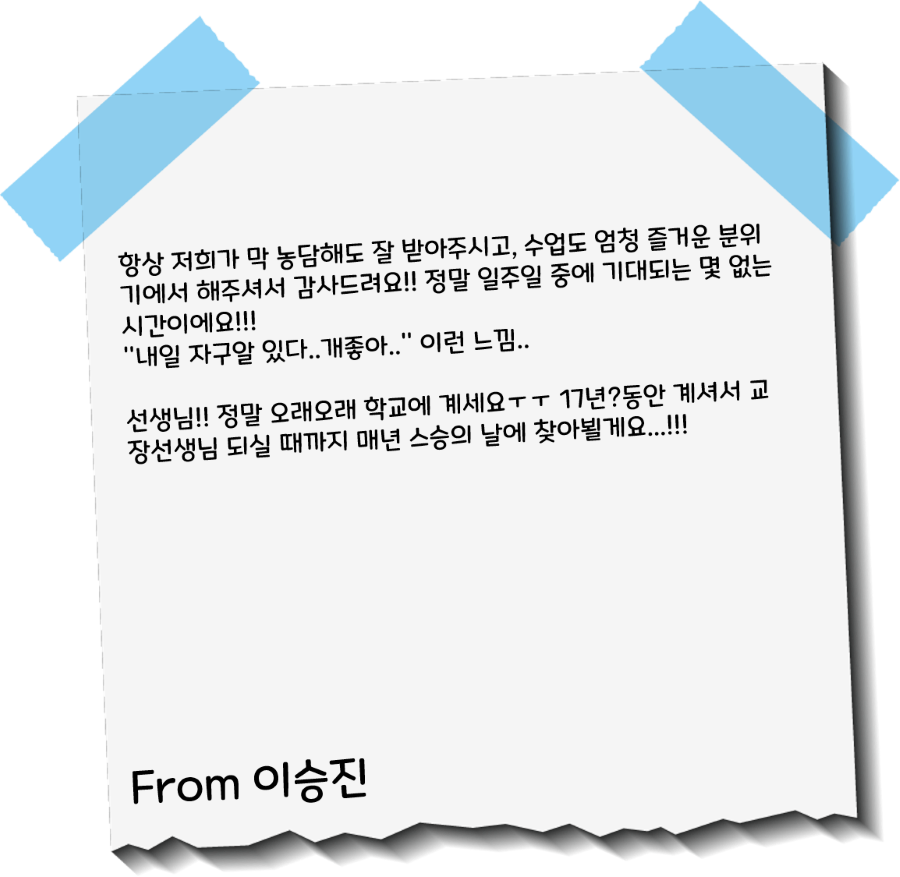 항상 저희가 막 농담해도 잘 받아주시고, 수업도 엄청 즐거운 분위
기에서 해주셔서 감사드려요!! 정말 일주일 중에 기대되는 몇 없는
시간이에요!!!
"내일 자구알 있다..개좋아.." 이런 느낌..
선생님!! 정말 오래오래 학교에 계세요ㅜㅜ 17년?동안 계셔서 교
장선생님 되실 때까지 매년 스승의 날에 찾아뵐게요...!!!
From 이승진